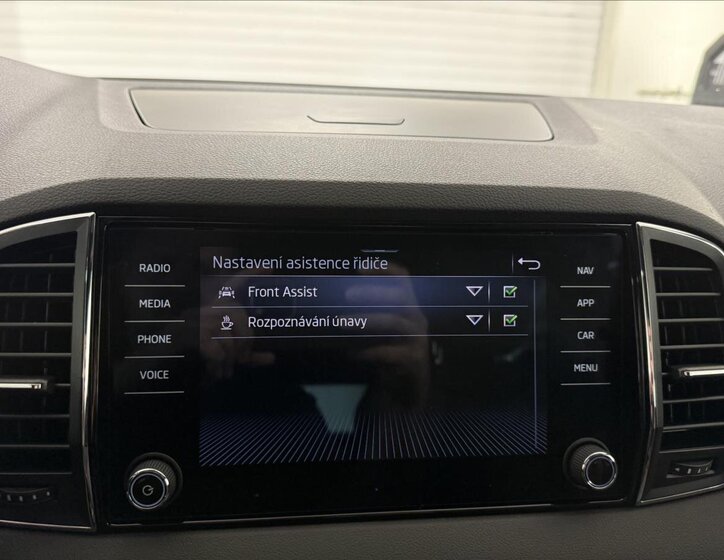 Nastavení asistence řidiče
Front Assist
Rozpoznávání únavy
RADIO
MEDIA
PHONE
VOICE
NAV
APP
CAR
MENU